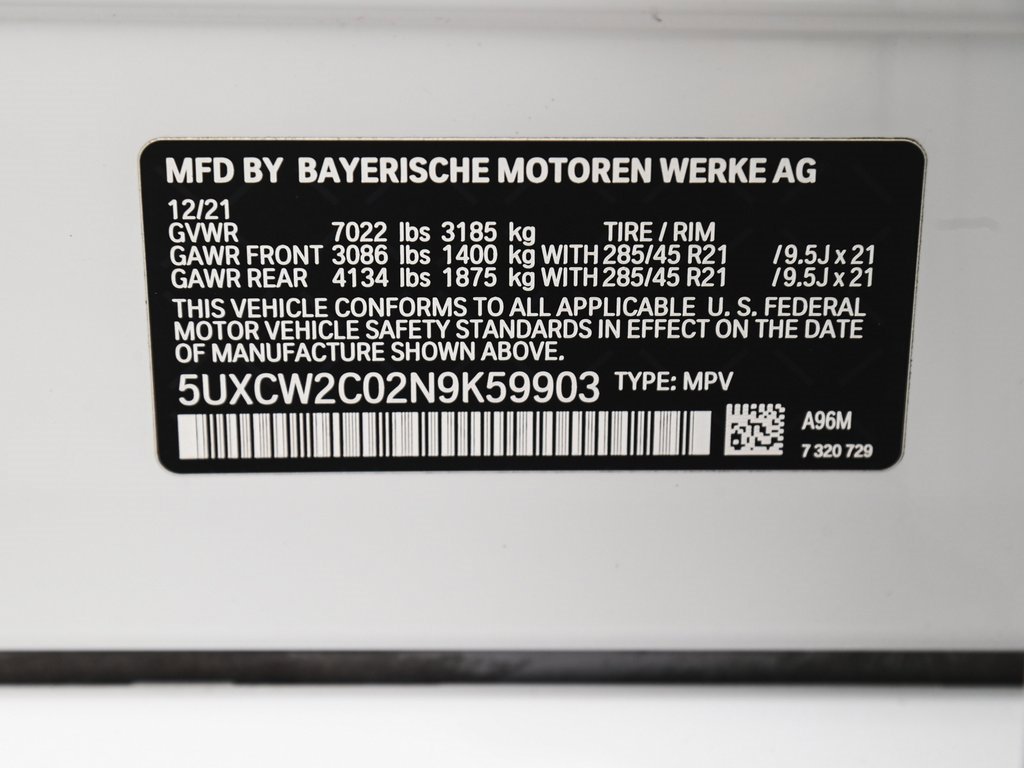 MFD BY BAYERISCHE MOTOREN WERKE AG
12/21
GVWR 7022 lbs 3185 kg TIRE / RIM
GAWR FRONT 3086 lbs 1400 kg WITH 285/45 R21 / 9.5J x 21
GAWR REAR 4134 lbs 1875 kg WITH 285/45 R21 / 9.5J x 21
THIS VEHICLE CONFORMS TO ALL APPLICABLE U. S. FEDERAL
MOTOR VEHICLE SAFETY STANDARDS IN EFFECT ON THE DATE
OF MANUFACTURE SHOWN ABOVE.
5UXCW2C02N9K59903 TYPE: MPV
A96M
7 320 729